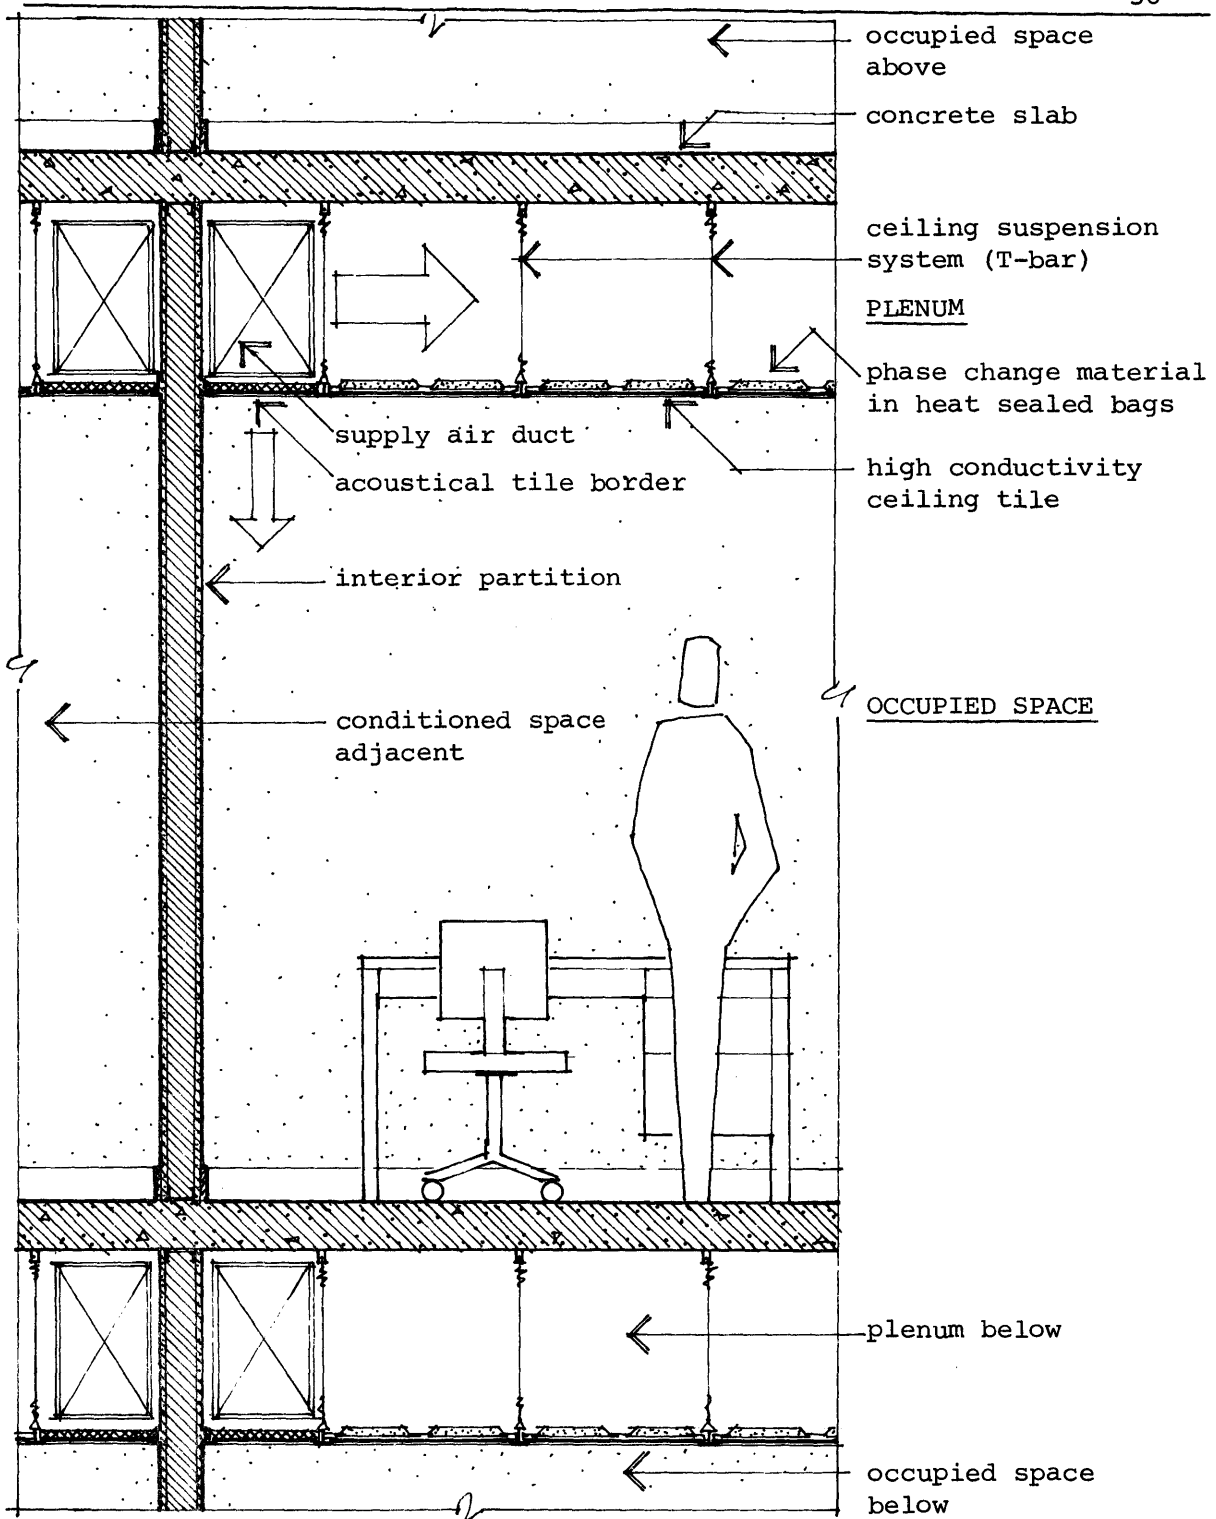 occupied space
above
concrete slab
ceiling suspension
system (T-bar)
PLENUM
phase change material
in heat sealed bags
supply air duct
acoustical tile border
high conductivity
ceiling tile
interior partition
conditioned space
adjacent
OCCUPIED SPACE
plenum below
occupied space
below